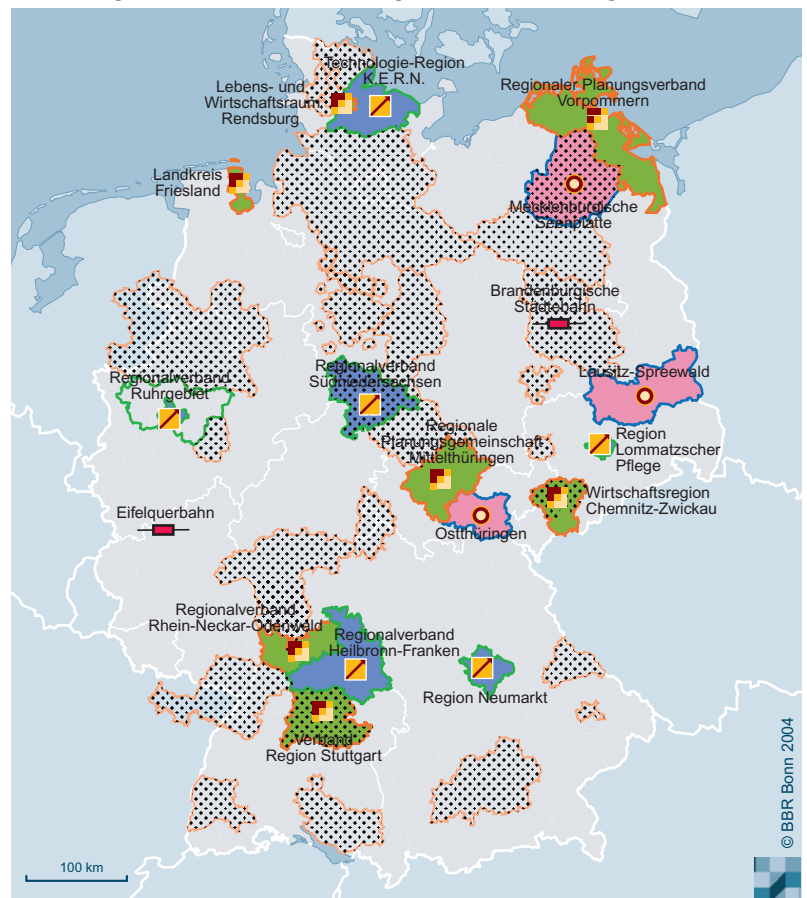 Technologie-Region
K.E.R.N.
Lebens- und
Wirtschaftsraum
Rendsburg
Regionaler Planungsverband
Vorpommern
Landkreis
Friesland
Mecklenburgische
Seenplatte
Brandenburgische
Städtebahn
Regionalverband
Ruhrgebiet
Regionalverband
Südniedersachsen
Lausitz-Spreewald
Regionale
Planungsgemeinschaft
Mittelthüringen
Region
Lommatzscher
Pflege
Eifelquerbahn
Wirtschaftsregion
Chemnitz-Zwickau
Ostthüringen
Regionalverband
Rhein-Neckar-Odenwald
Regionalverband
Heilbronn-Franken
Region Neumarkt
Verband
Region Stuttgart
100 km
© BBR Bonn 2004